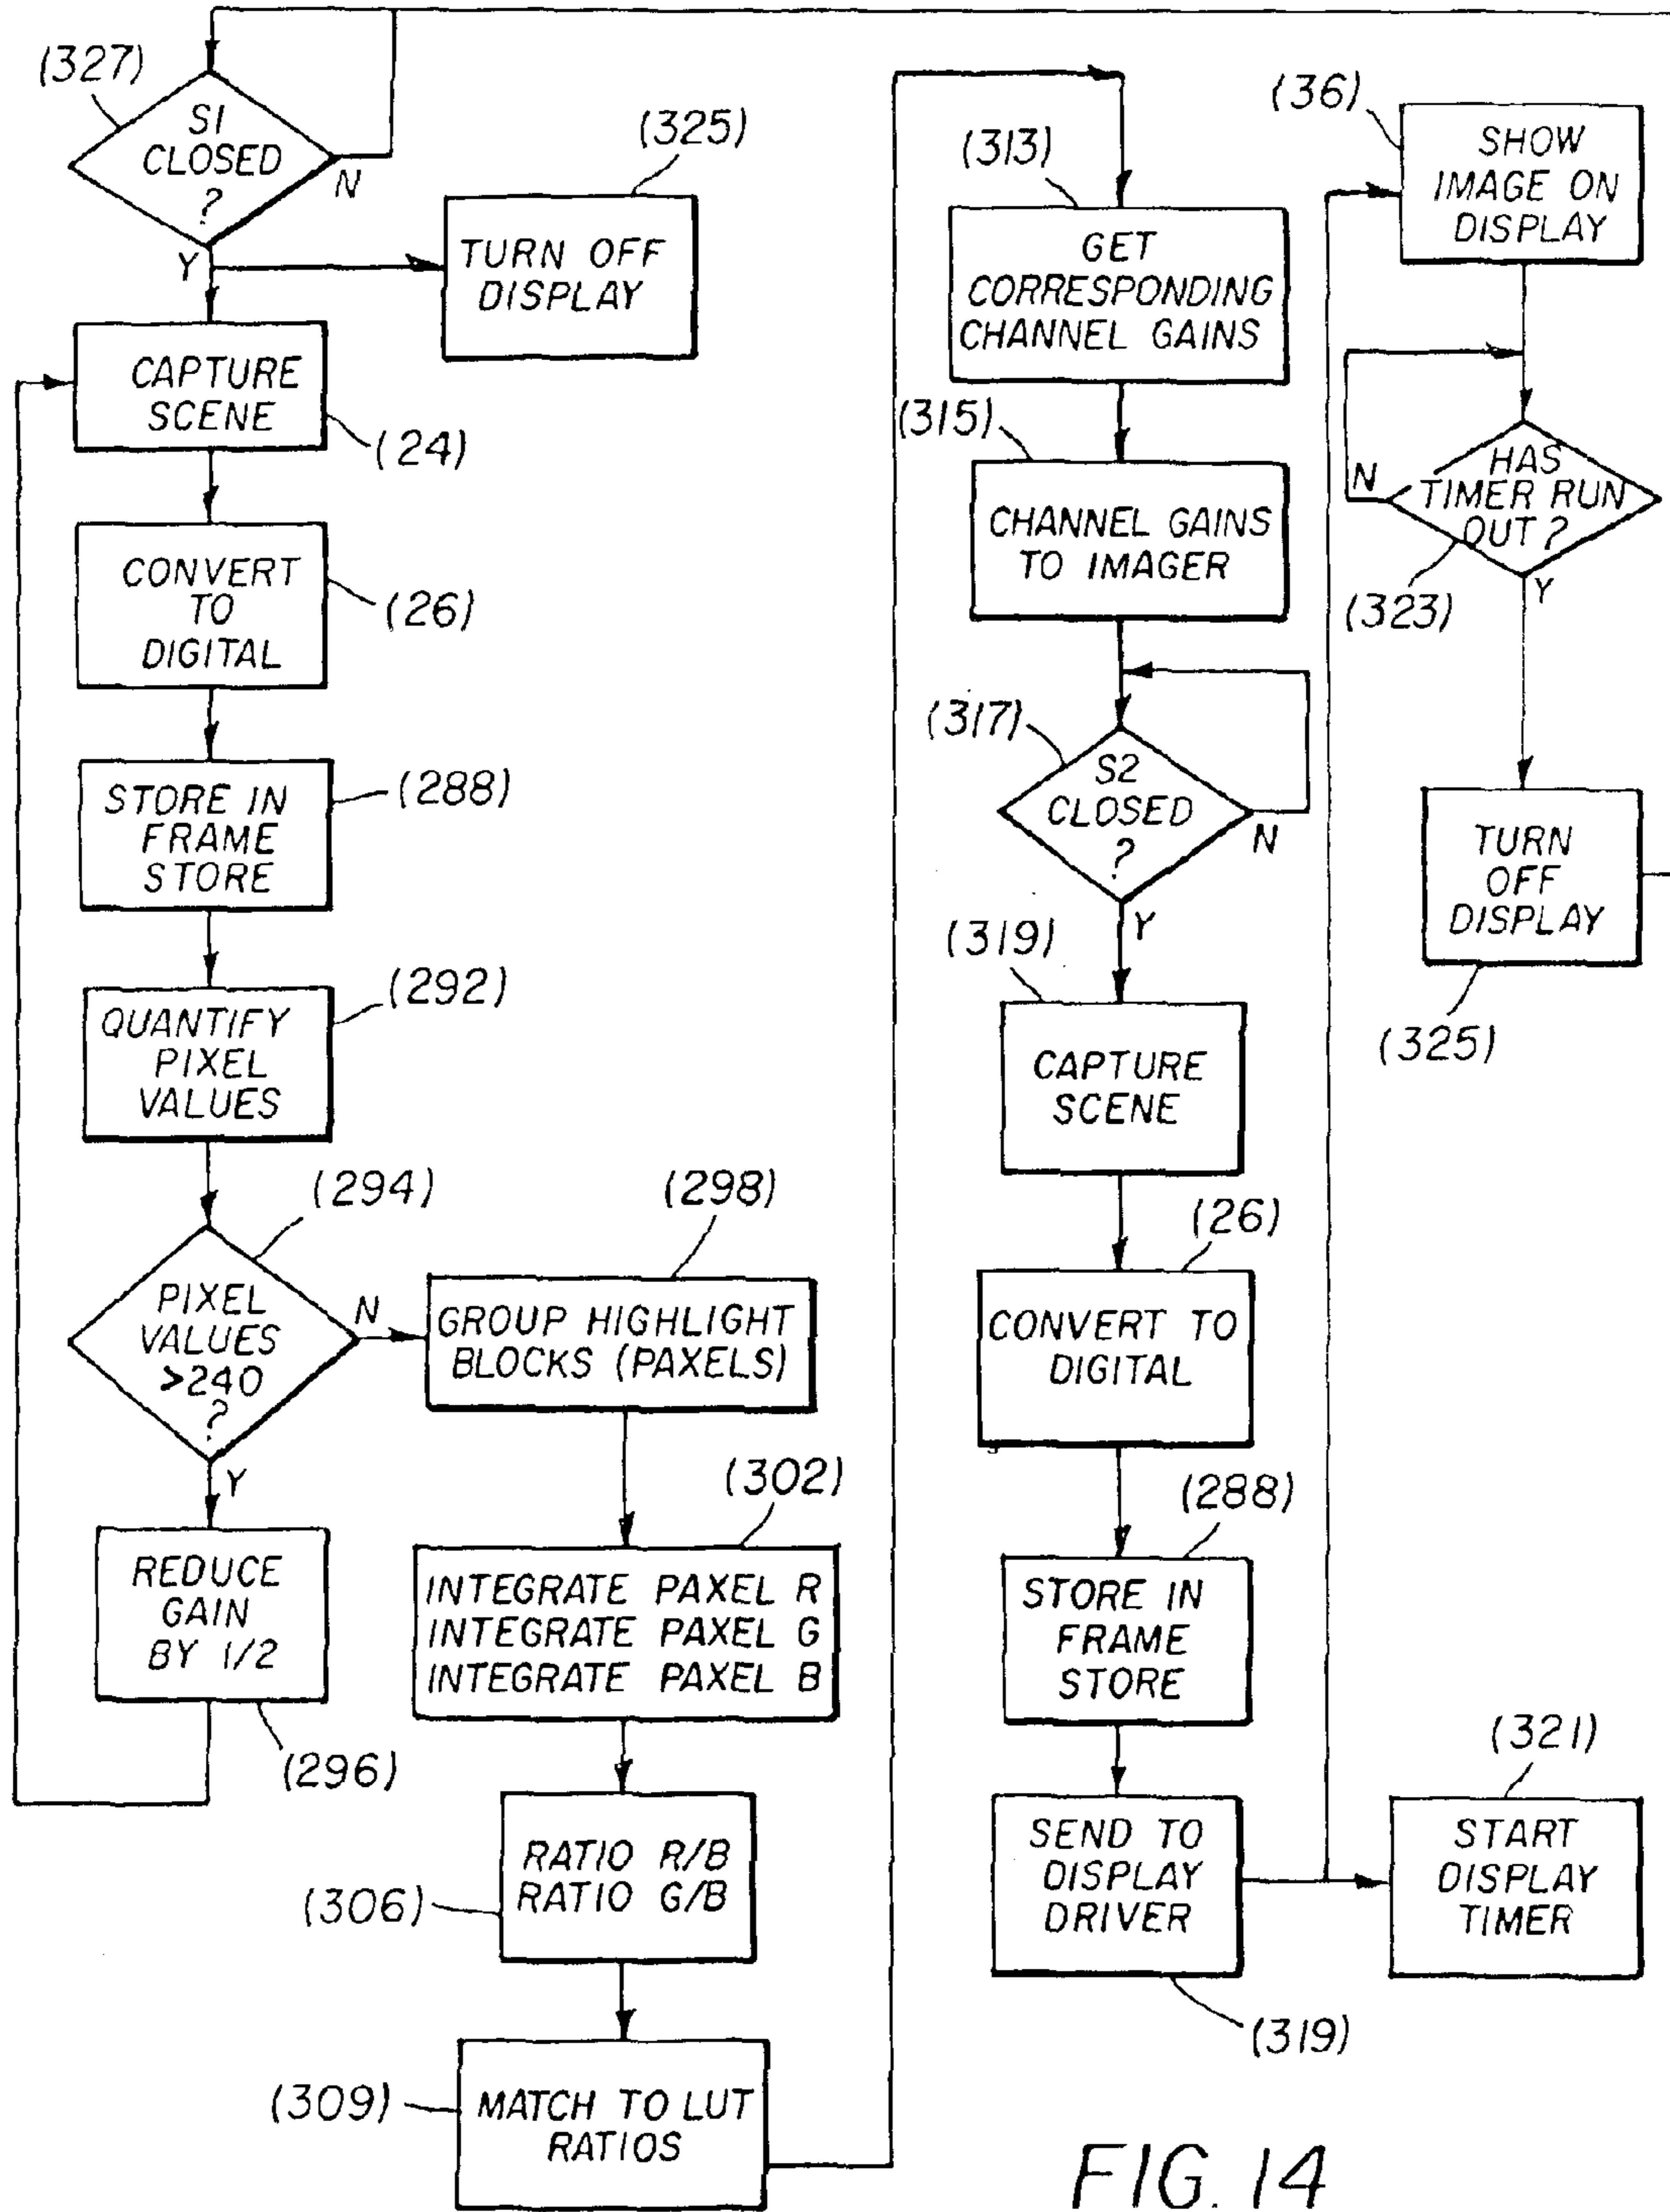 (327)
S1
CLOSED
?
N
Y
(325)
TURN OFF
DISPLAY
CAPTURE
SCENE
(24)
CONVERT
TO
DIGITAL
(26)
STORE IN
FRAME
STORE
(288)
QUANTIFY
PIXEL
VALUES
(292)
(294)
PIXEL
VALUES
>240
?
N
Y
REDUCE
GAIN
BY 1/2
(296)
(298)
GROUP HIGHLIGHT
BLOCKS (PAXELS)
(302)
INTEGRATE PAXEL R
INTEGRATE PAXEL G
INTEGRATE PAXEL B
RATIO R/B
RATIO G/B
(306)
MATCH TO LUT
RATIOS
(309)
(313)
GET
CORRESPONDING
CHANNEL GAINS
(315)
CHANNEL GAINS
TO IMAGER
(317)
S2
CLOSED
?
N
Y
(319)
CAPTURE
SCENE
(26)
CONVERT TO
DIGITAL
(288)
STORE IN
FRAME
STORE
SEND TO
DISPLAY
DRIVER
(319)
(321)
START
DISPLAY
TIMER
(36)
SHOW
IMAGE ON
DISPLAY
HAS
TIMER RUN
OUT?
N
Y
(323)
TURN
OFF
DISPLAY
(325)
FIG. 14